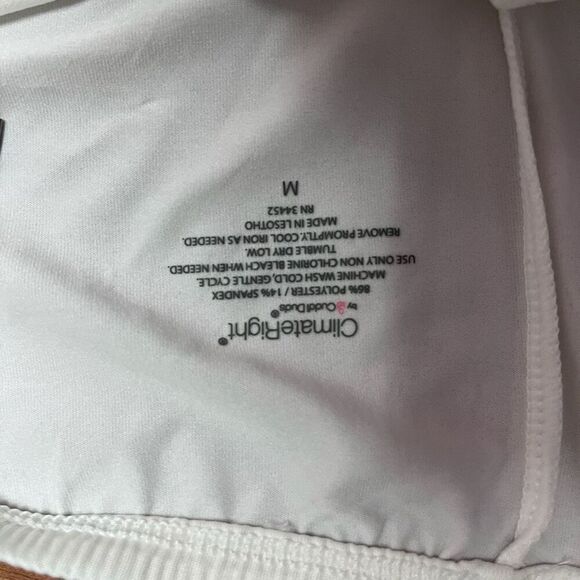 ClimateRight®
by Cuddl Duds®
86% POLYESTER / 14% SPANDEX
MACHINE WASH COLD, GENTLE CYCLE.
USE ONLY NON CHLORINE BLEACH WHEN NEEDED.
TUMBLE DRY LOW.
REMOVE PROMPTLY. COOL IRON AS NEEDED.
MADE IN LESOTHO
RN 34452
M